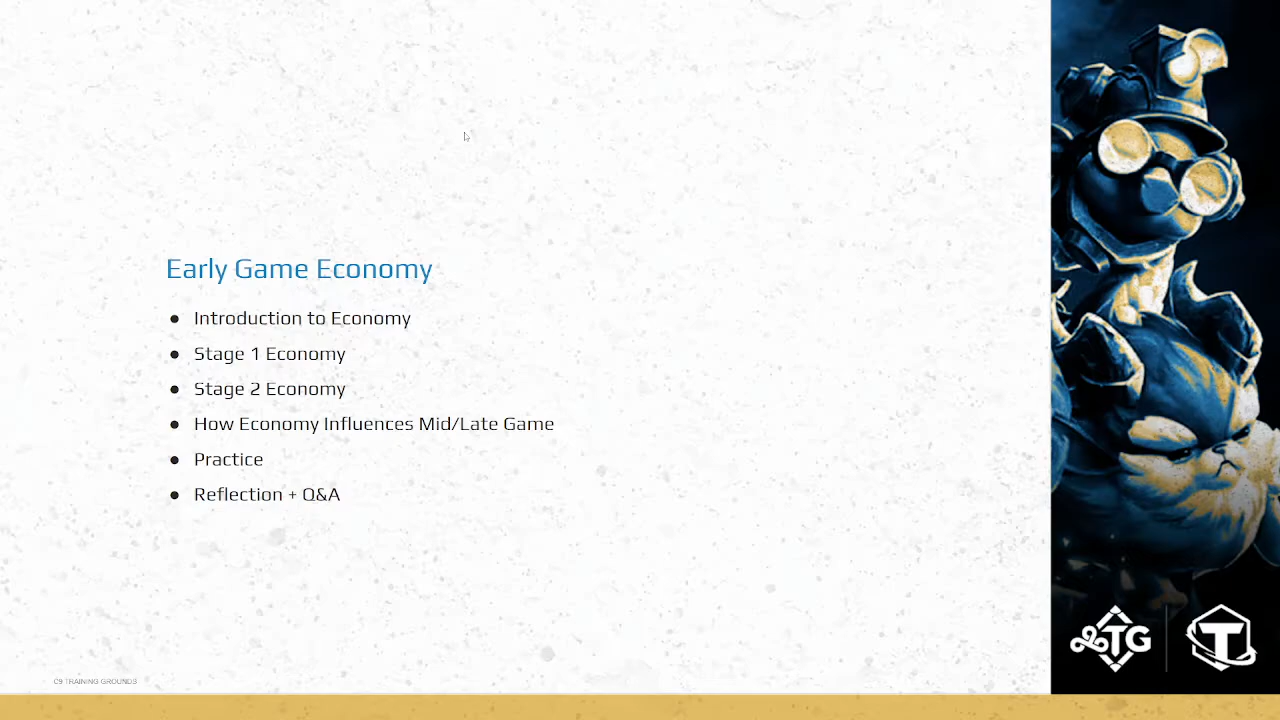 Early Game Economy
● Introduction to Economy
● Stage 1 Economy
● Stage 2 Economy
● How Economy Influences Mid/Late Game
● Practice
● Reflection + Q&A
TG
T
C9 TRAINING GROUNDS